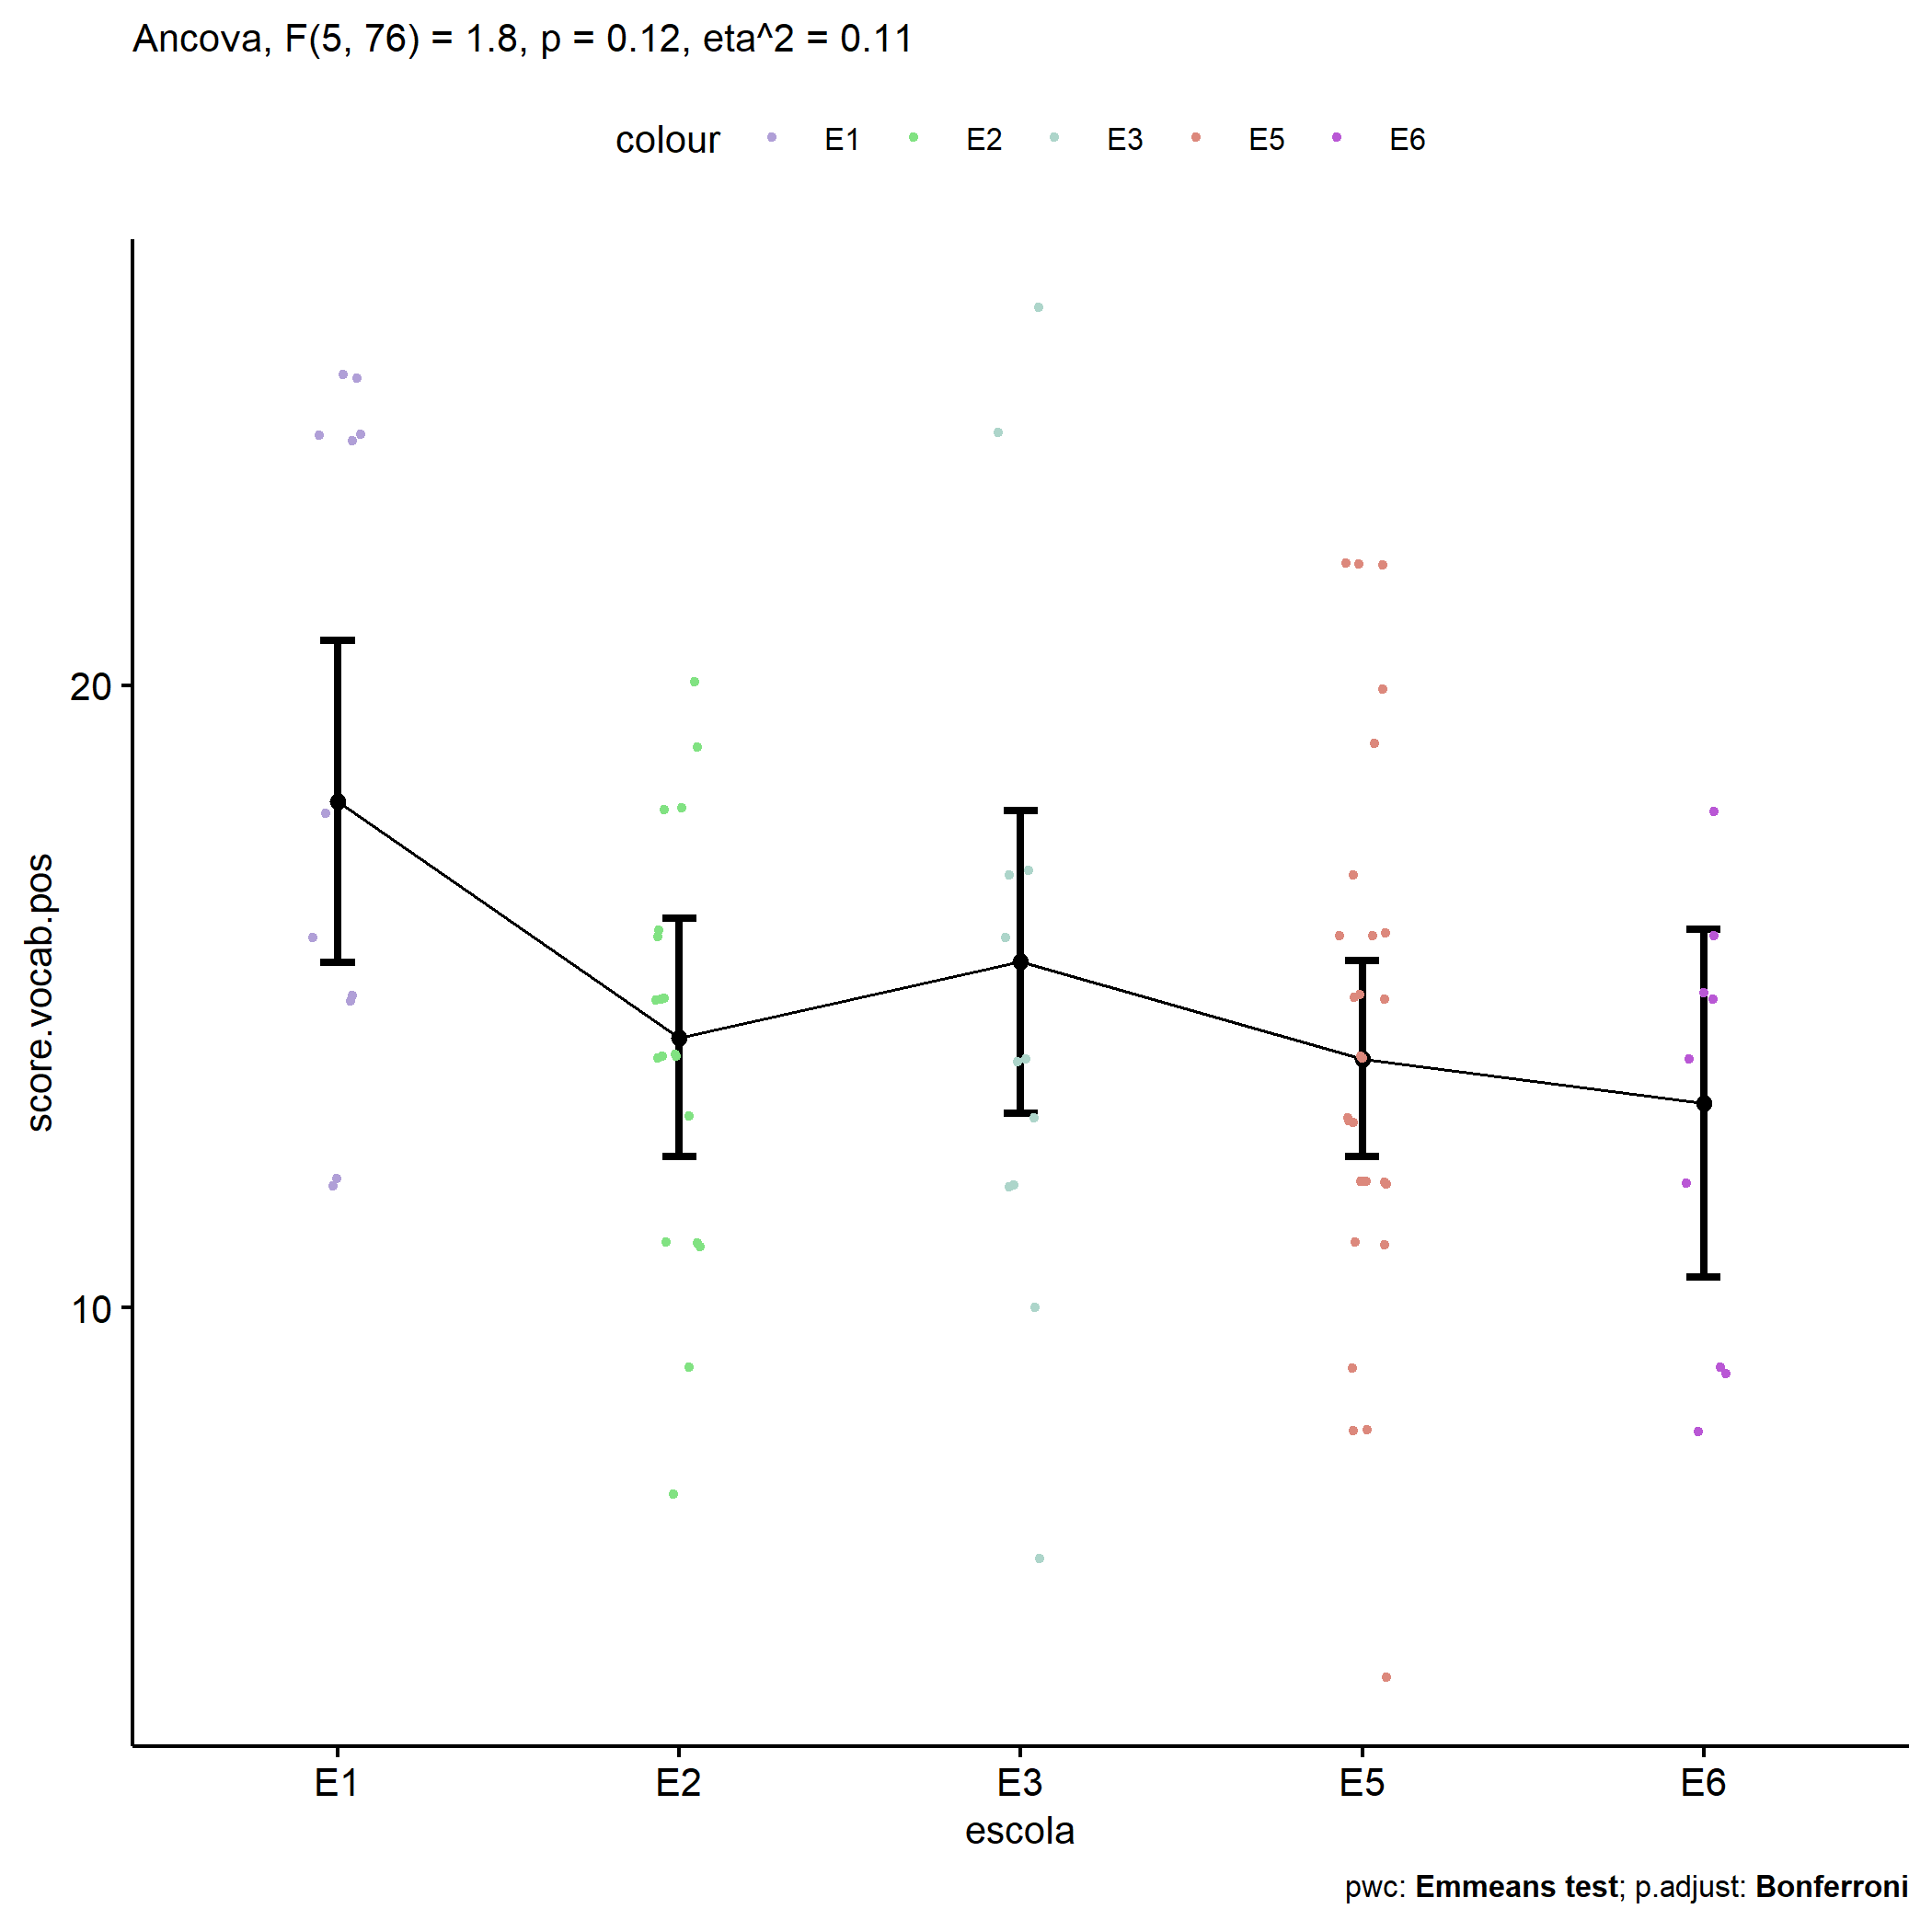 Ancova, F(5, 76) = 1.8, p = 0.12, eta^2 = 0.11
colour E1 E2 E3 E5 E6
score.vocab.pos
20
10
E1 E2 E3 E5 E6
escola
pwc: Emmeans test; p.adjust: Bonferroni